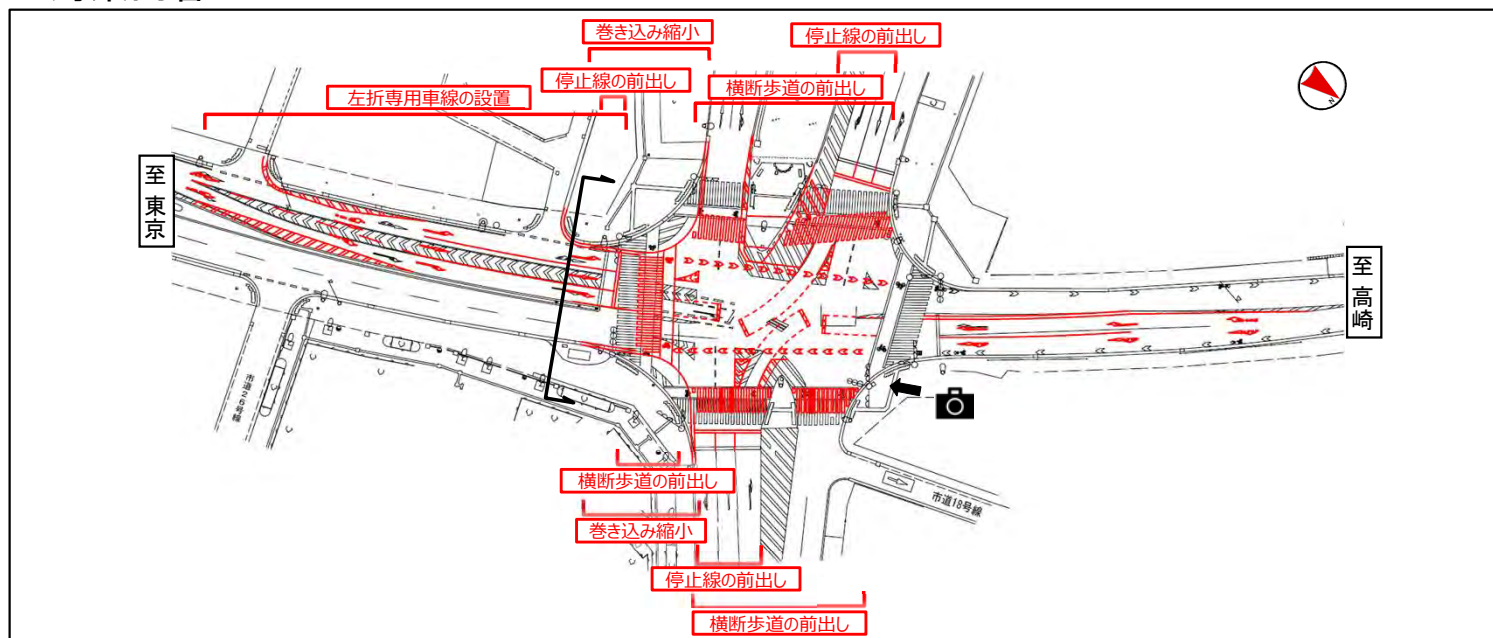 巻き込み縮小
停止線の前出し
停止線の前出し
横断歩道の前出し
左折専用車線の設置
N
至東京
至高崎
市道26号線
市道18号線
横断歩道の前出し
巻き込み縮小
停止線の前出し
横断歩道の前出し